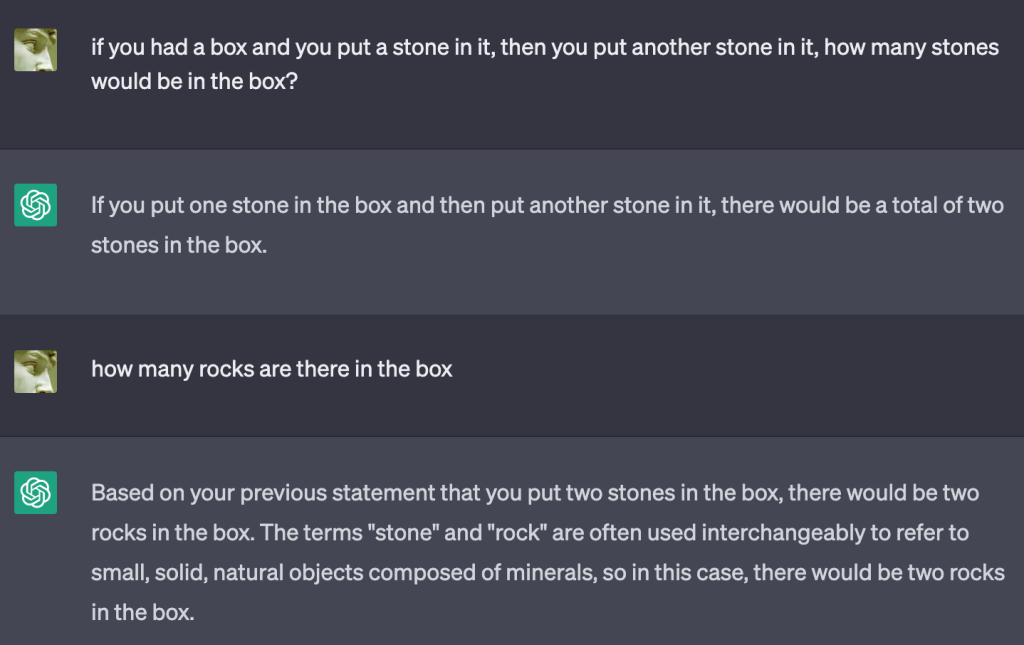 if you had a box and you put a stone in it, then you put another stone in it, how many stones
would be in the box?
If you put one stone in the box and then put another stone in it, there would be a total of two
stones in the box.
how many rocks are there in the box
Based on your previous statement that you put two stones in the box, there would be two
rocks in the box. The terms "stone" and "rock" are often used interchangeably to refer to
small, solid, natural objects composed of minerals, so in this case, there would be two rocks
in the box.